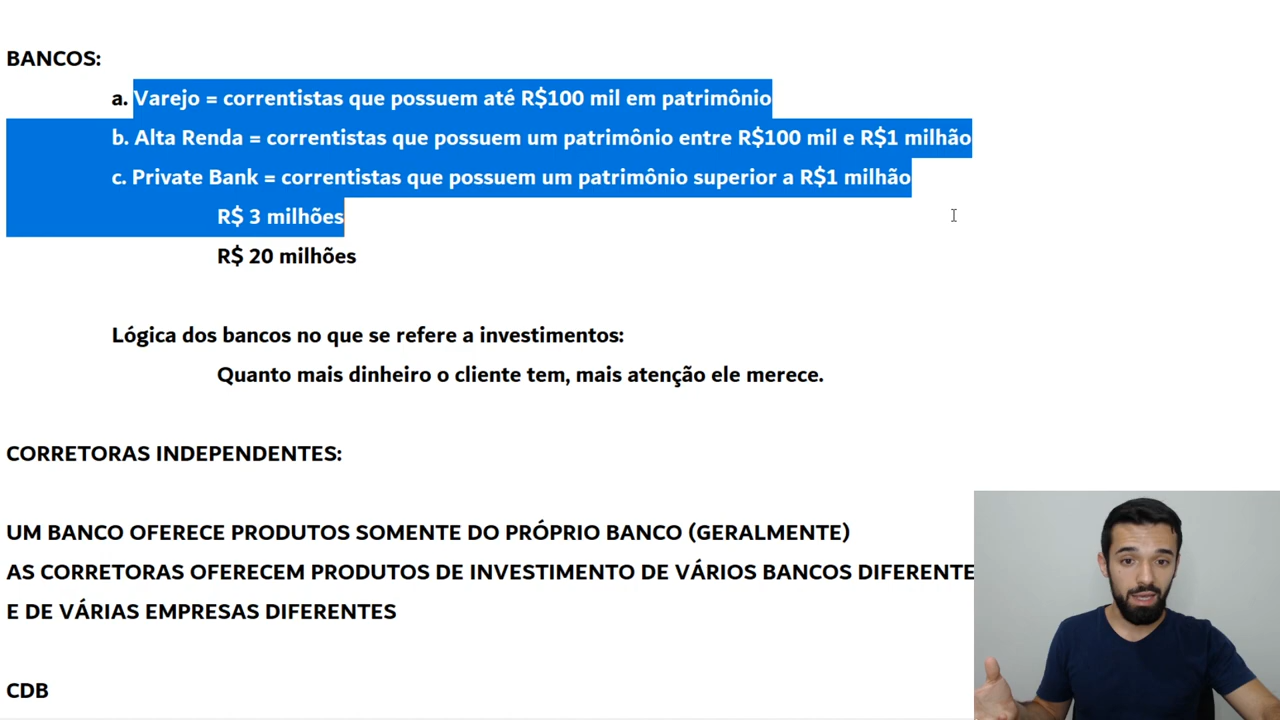 BANCOS:
a. Varejo = correntistas que possuem até R$100 mil em patrimônio
b. Alta Renda = correntistas que possuem um patrimônio entre R$100 mil e R$1 milhão
c. Private Bank = correntistas que possuem um patrimônio superior a R$1 milhão
R$ 3 milhões
R$ 20 milhões
Lógica dos bancos no que se refere a investimentos:
Quanto mais dinheiro o cliente tem, mais atenção ele merece.
CORRETORAS INDEPENDENTES:
UM BANCO OFERECE PRODUTOS SOMENTE DO PRÓPRIO BANCO (GERALMENTE)
AS CORRETORAS OFERECEM PRODUTOS DE INVESTIMENTO DE VÁRIOS BANCOS DIFERENTE
E DE VÁRIAS EMPRESAS DIFERENTES
CDB